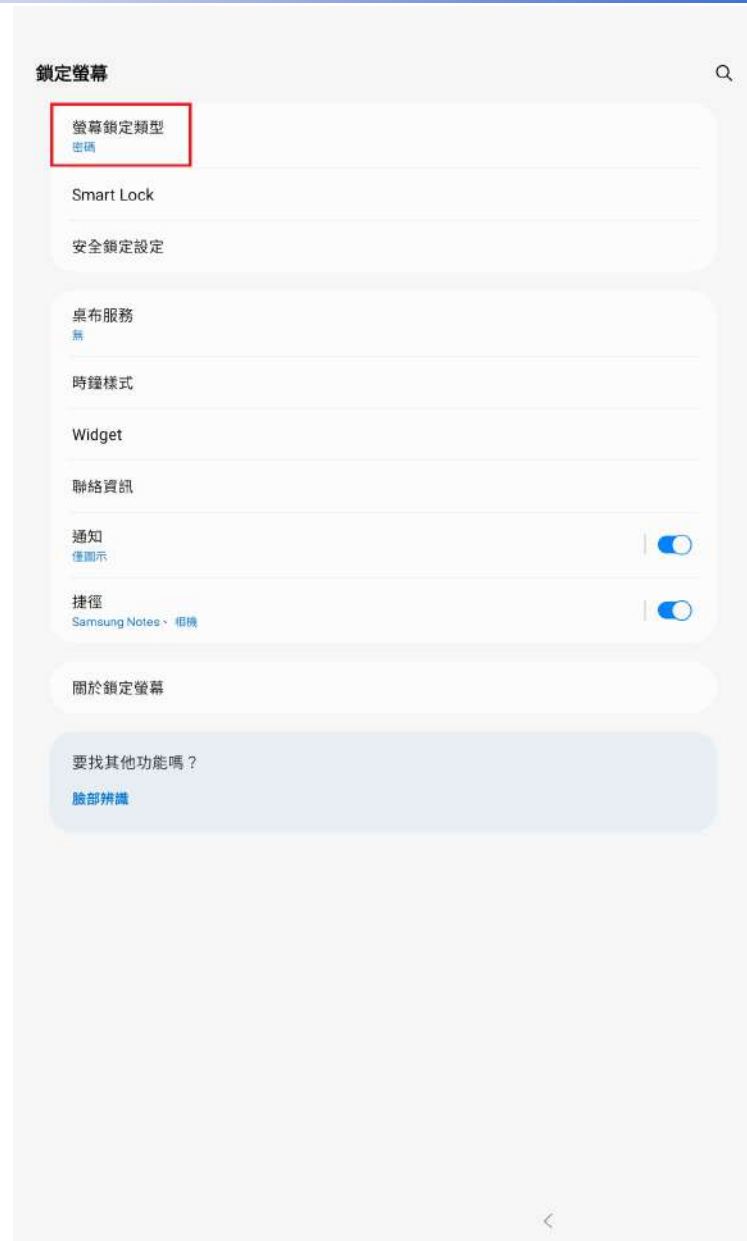 鎖定螢幕
螢幕鎖定類型
密碼
Smart Lock
安全鎖定設定
桌布服務
無
時鐘樣式
Widget
聯絡資訊
通知
僅圖示
捷徑
Samsung Notes、 相機
關於鎖定螢幕
要找其他功能嗎？
臉部辨識